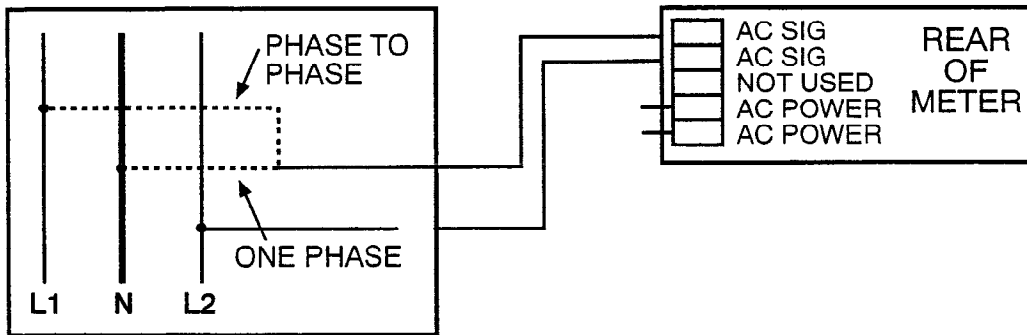 PHASE TO
PHASE
ONE PHASE
L1 N L2
AC SIG
AC SIG
NOT USED
AC POWER
AC POWER
REAR
OF
METER